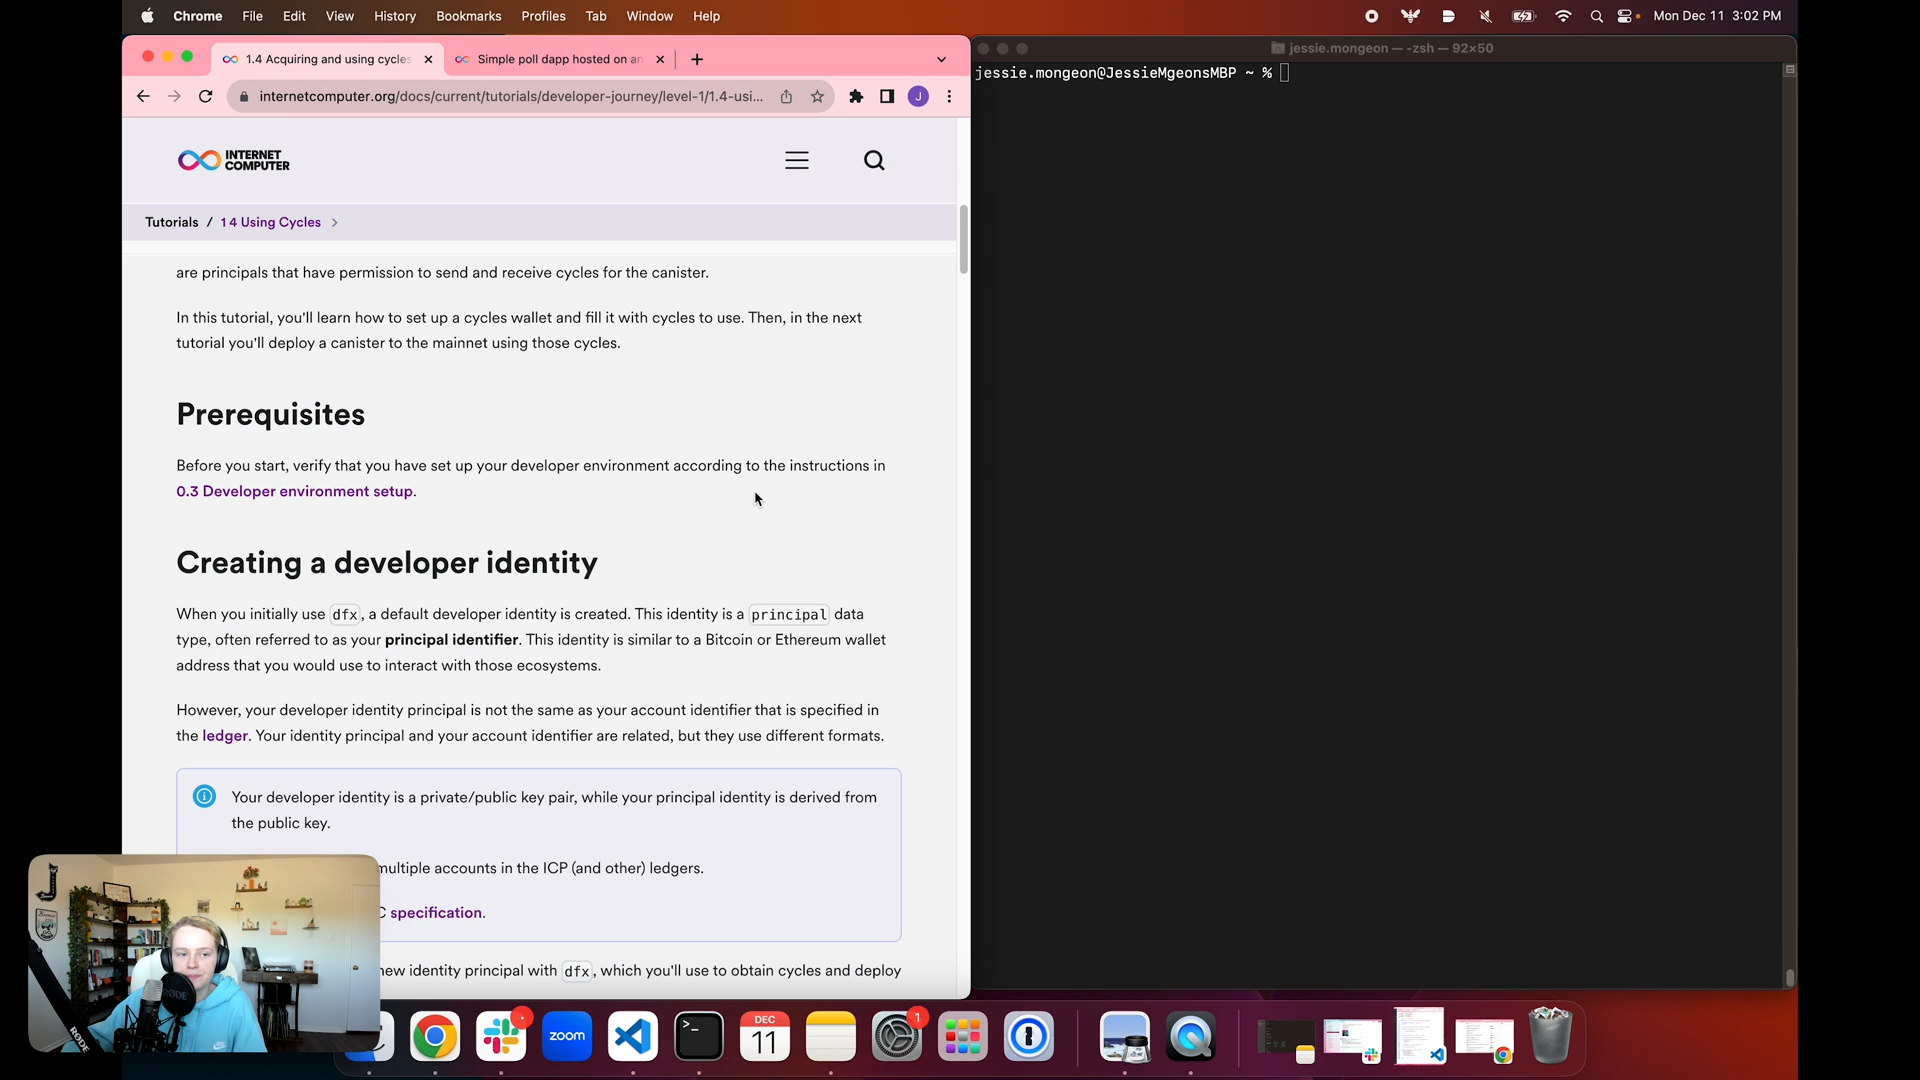 Chrome File Edit View History Bookmarks Profiles Tab Window Help
Mon Dec 11 3:02 PM
1.4 Acquiring and using cycles
Simple poll dapp hosted on an
jessie.mongeon — -zsh — 92×50
internetcomputer.org/docs/current/tutorials/developer-journey/level-1/1.4-usi...
J
jessie.mongeon@JessieMgeonsMBP ~ %
INTERNET
COMPUTER
Tutorials / 1 4 Using Cycles >
are principals that have permission to send and receive cycles for the canister.
In this tutorial, you'll learn how to set up a cycles wallet and fill it with cycles to use. Then, in the next
tutorial you'll deploy a canister to the mainnet using those cycles.
Prerequisites
Before you start, verify that you have set up your developer environment according to the instructions in
0.3 Developer environment setup.
Creating a developer identity
When you initially use dfx, a default developer identity is created. This identity is a principal data
type, often referred to as your principal identifier. This identity is similar to a Bitcoin or Ethereum wallet
address that you would use to interact with those ecosystems.
However, your developer identity principal is not the same as your account identifier that is specified in
the ledger. Your identity principal and your account identifier are related, but they use different formats.
Your developer identity is a private/public key pair, while your principal identity is derived from
the public key.
multiple accounts in the ICP (and other) ledgers.
C specification.
new identity principal with dfx, which you'll use to obtain cycles and deploy
RØDE
RØDE
zoom
>_
DEC
11
1